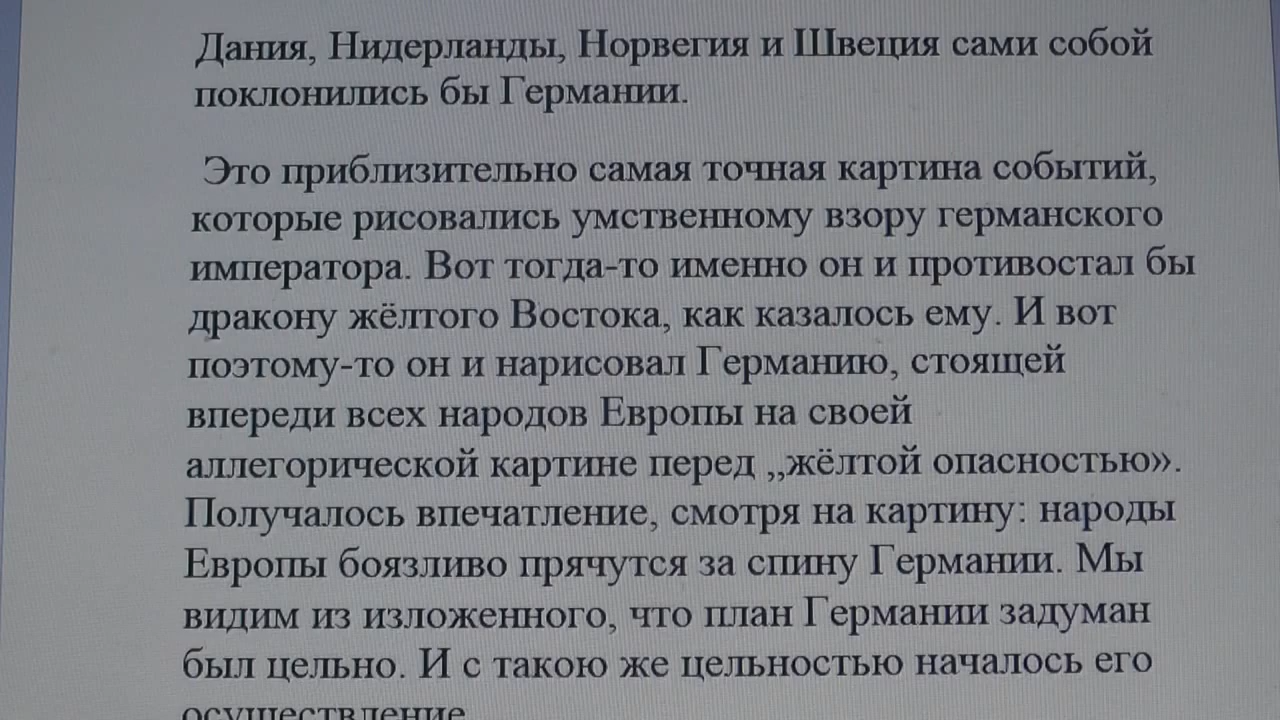 Дания, Нидерланды, Норвегия и Швеция сами собой
поклонились бы Германии.
Это приблизительно самая точная картина событий,
которые рисовались умственному взору германского
императора. Вот тогда-то именно он и противостал бы
дракону жёлтого Востока, как казалось ему. И вот
поэтому-то он и нарисовал Германию, стоящей
впереди всех народов Европы на своей
аллегорической картине перед ,,жёлтой опасностью».
Получалось впечатление, смотря на картину: народы
Европы боязливо прячутся за спину Германии. Мы
видим из изложенного, что план Германии задуман
был цельно. И с такою же цельностью началось его
осуществление